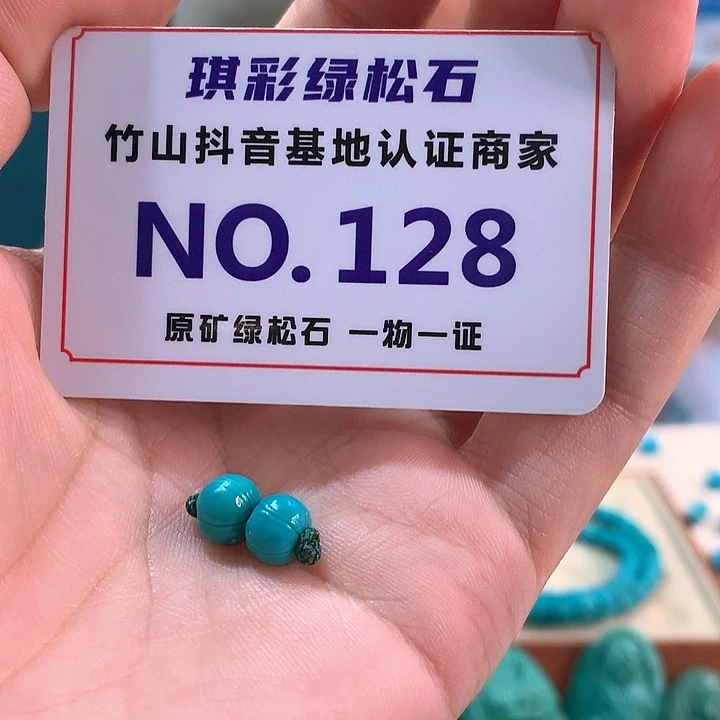 琪彩绿松石
竹山抖音基地认证商家
NO.128
原矿绿松石 一物一证